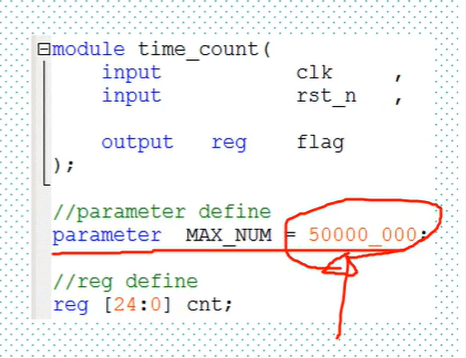 module time_count(
input clk ,
input rst_n ,
output reg flag
);
//parameter define
parameter MAX_NUM = 50000_000;
//reg define
reg [24:0] cnt;